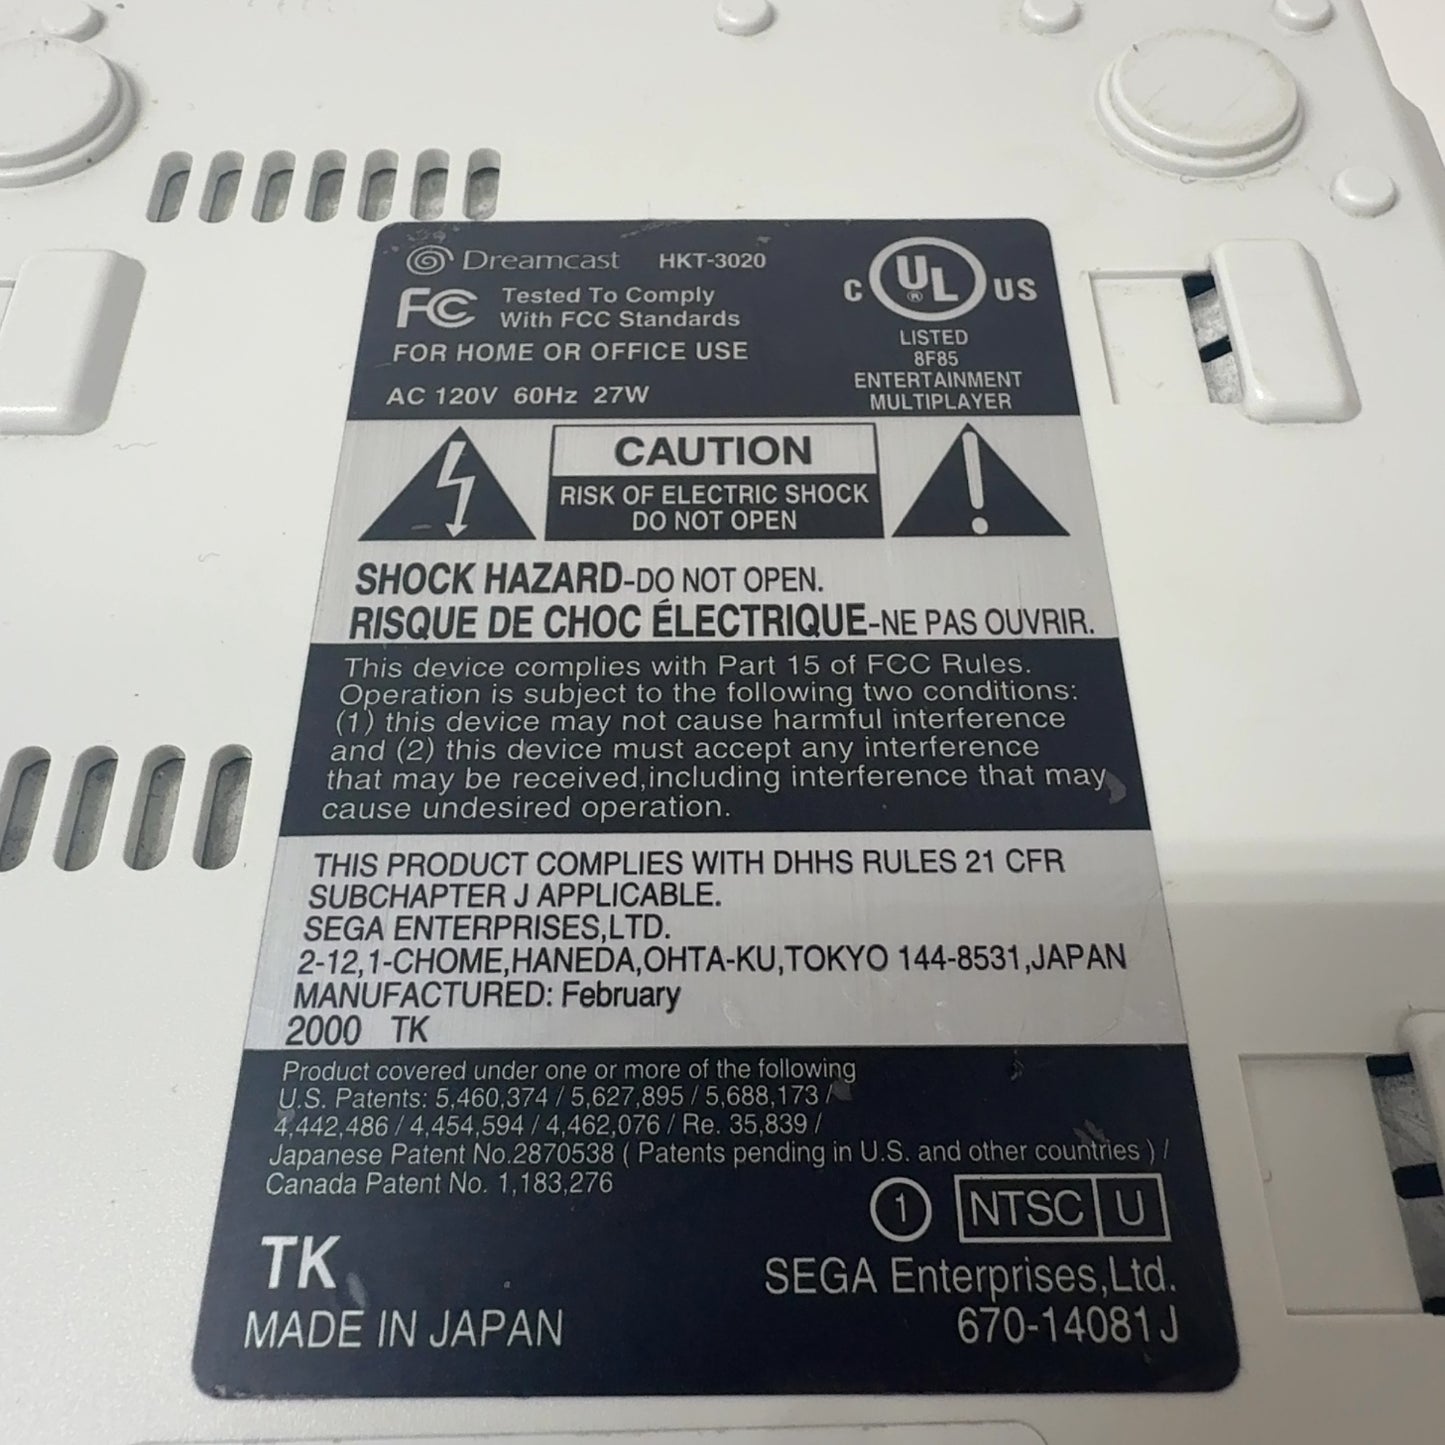 Dreamcast HKT-3020
FC Tested To Comply
With FCC Standards
FOR HOME OR OFFICE USE
AC 120V 60Hz 27W
C UL ® US
LISTED
8F85
ENTERTAINMENT
MULTIPLAYER
CAUTION
RISK OF ELECTRIC SHOCK
DO NOT OPEN
SHOCK HAZARD-DO NOT OPEN.
RISQUE DE CHOC ÉLECTRIQUE-NE PAS OUVRIR.
This device complies with Part 15 of FCC Rules.
Operation is subject to the following two conditions:
(1) this device may not cause harmful interference
and (2) this device must accept any interference
that may be received,including interference that may
cause undesired operation.
THIS PRODUCT COMPLIES WITH DHHS RULES 21 CFR
SUBCHAPTER J APPLICABLE.
SEGA ENTERPRISES,LTD.
2-12,1-CHOME,HANEDA,OHTA-KU,TOKYO 144-8531,JAPAN
MANUFACTURED: February
2000 TK
Product covered under one or more of the following
U.S. Patents: 5,460,374 / 5,627,895 / 5,688,173 /
4,442,486 / 4,454,594 / 4,462,076 / Re. 35,839 /
Japanese Patent No.2870538 ( Patents pending in U.S. and other countries ) /
Canada Patent No. 1,183,276
1 NTSC U
TK
SEGA Enterprises,Ltd.
MADE IN JAPAN
670-14081J